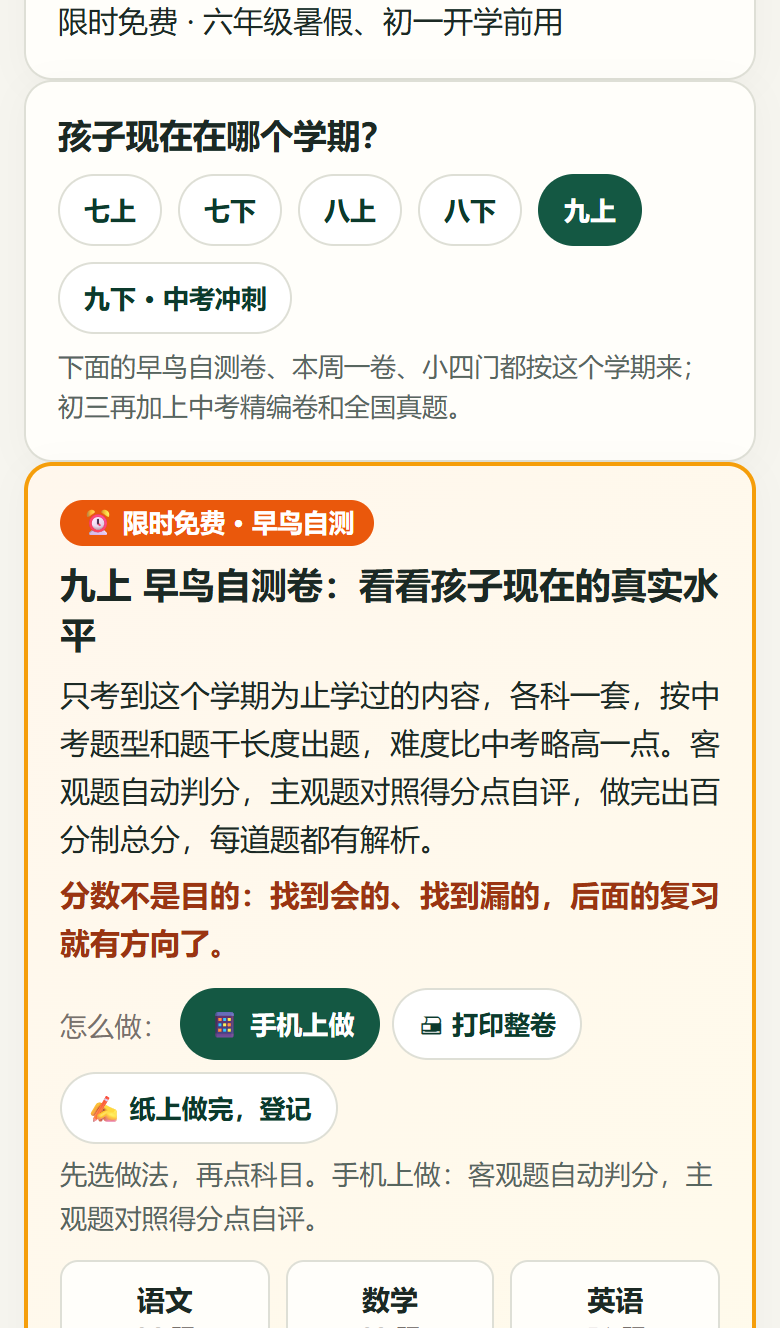 限时免费 · 六年级暑假、初一开学前用
孩子现在在哪个学期?
七上
七下
八上
八下
九上
九下 • 中考冲刺
下面的早鸟自测卷、本周一卷、小四门都按这个学期来；
初三再加上中考精编卷和全国真题。
限时免费 • 早鸟自测
九上 早鸟自测卷：看看孩子现在的真实水
平
只考到这个学期为止学过的内容，各科一套，按中
考题型和题干长度出题，难度比中考略高一点。客
观题自动判分，主观题对照得分点自评，做完出百
分制总分，每道题都有解析。
分数不是目的：找到会的、找到漏的，后面的复习
就有方向了。
怎么做：
手机上做
打印整卷
纸上做完，登记
先选做法，再点科目。手机上做：客观题自动判分，主
观题对照得分点自评。
语文
数学
英语